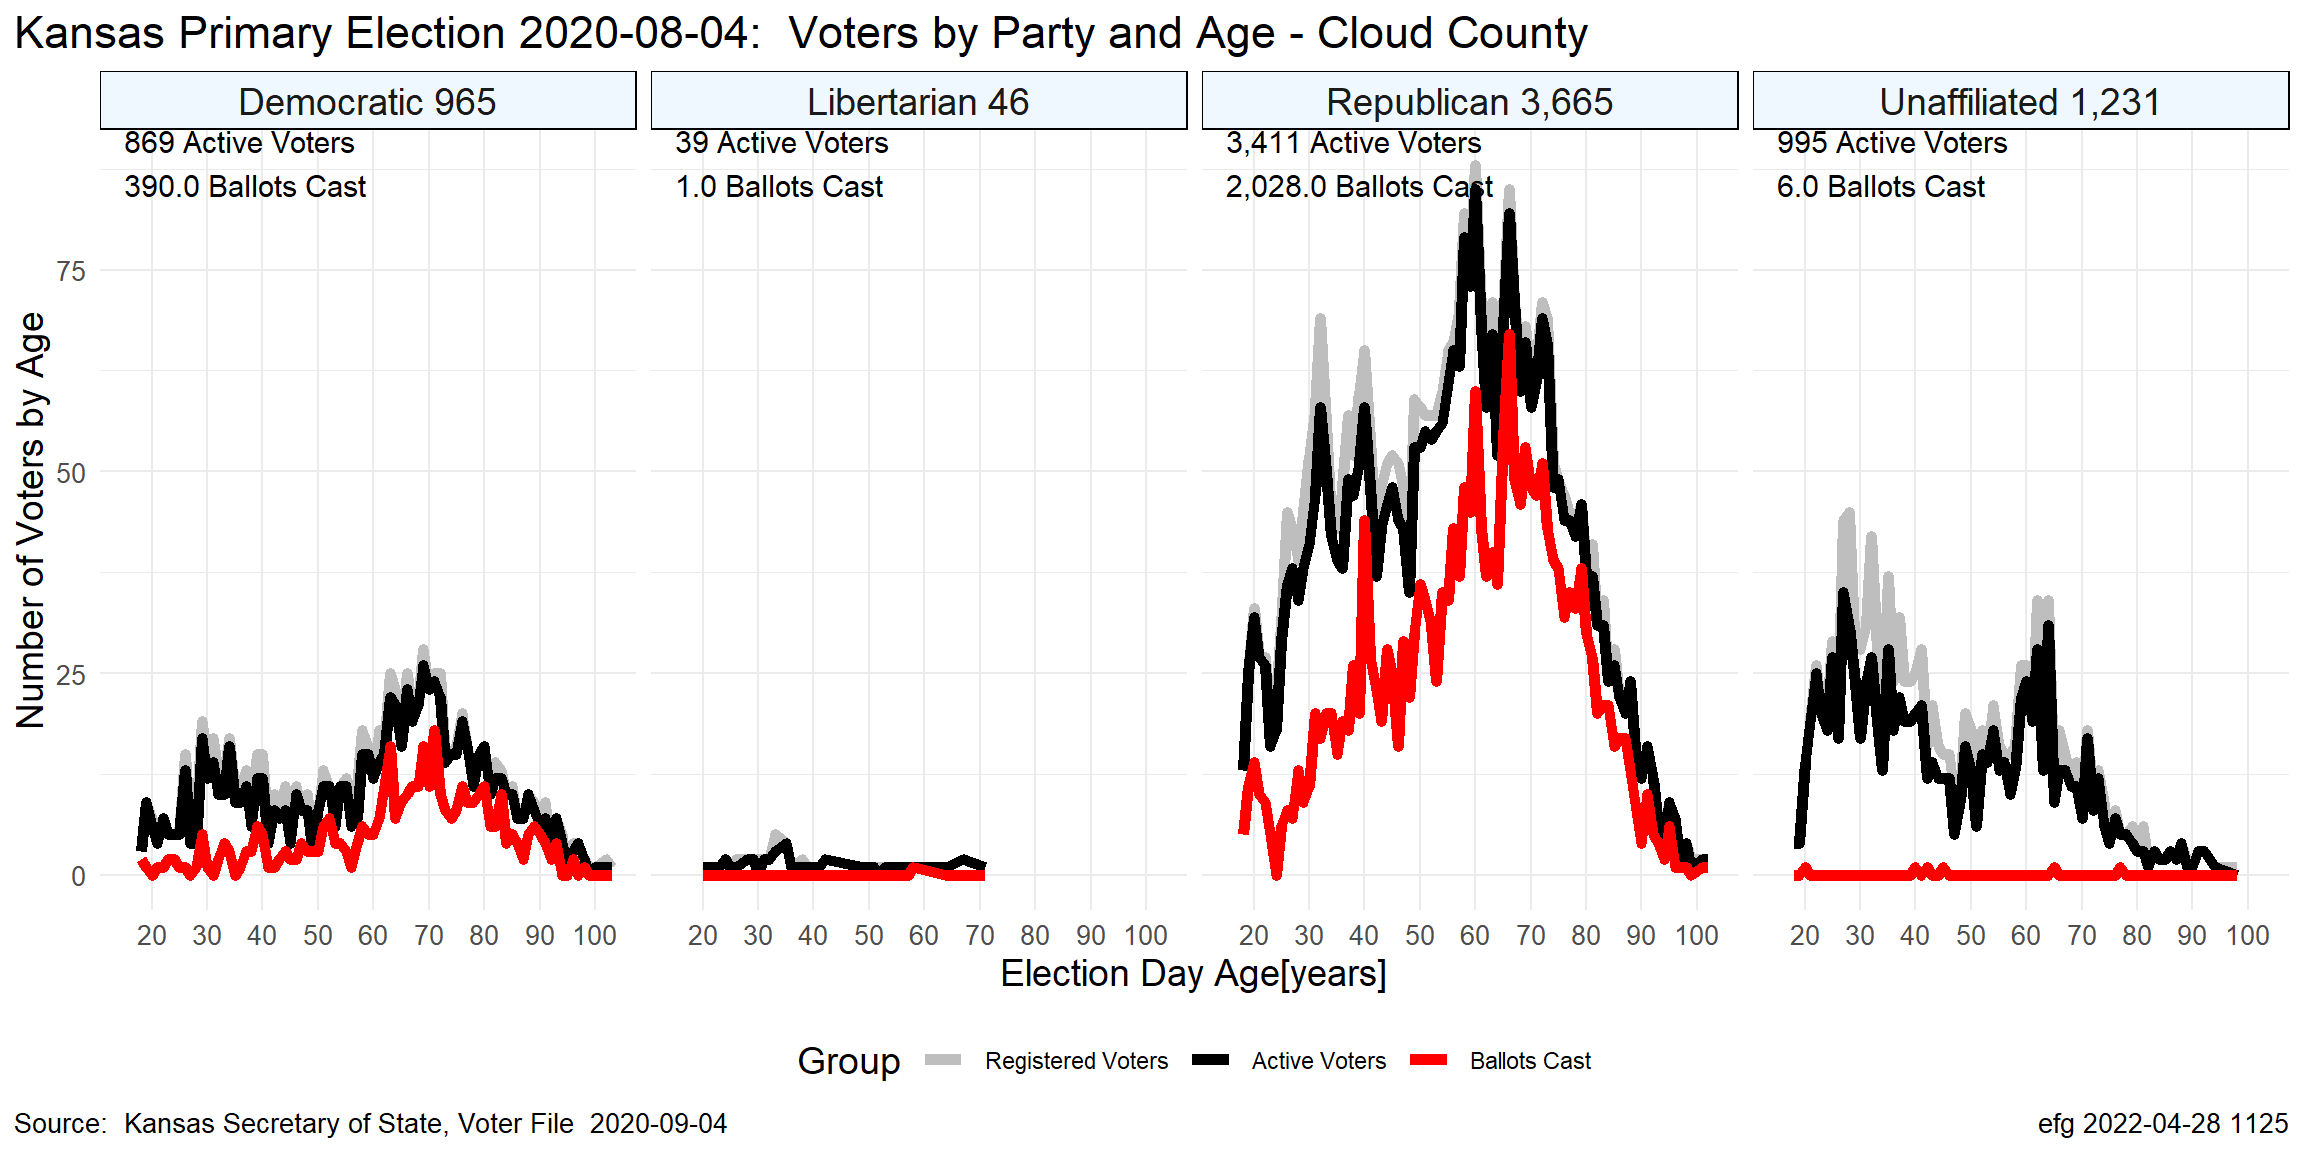 Kansas Primary Election 2020-08-04:  Voters by Party and Age - Cloud County
Democratic 965
Libertarian 46
Republican 3,665
Unaffiliated 1,231
869 Active Voters
390.0 Ballots Cast
39 Active Voters
1.0 Ballots Cast
3,411 Active Voters
2,028.0 Ballots Cast
995 Active Voters
6.0 Ballots Cast
Number of Voters by Age
75
50
25
0
20 30 40 50 60 70 80 90 100
20 30 40 50 60 70 80 90 100
20 30 40 50 60 70 80 90 100
20 30 40 50 60 70 80 90 100
Election Day Age[years]
Group
Registered Voters
Active Voters
Ballots Cast
Source:  Kansas Secretary of State, Voter File  2020-09-04
efg 2022-04-28 1125